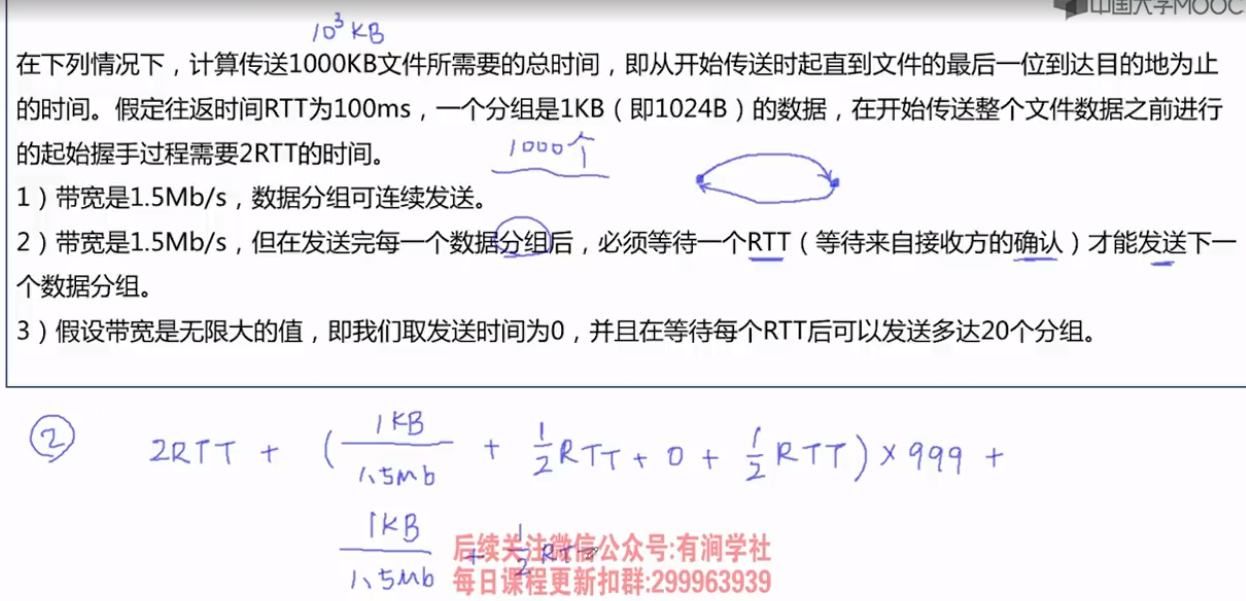 中国大学MOOC
10³KB
在下列情况下，计算传送1000KB文件所需要的总时间，即从开始传送时起直到文件的最后一位到达目的地为止
的时间。假定往返时间RTT为100ms，一个分组是1KB（即1024B）的数据，在开始传送整个文件数据之前进行
的起始握手过程需要2RTT的时间。
1000个
1）带宽是1.5Mb/s，数据分组可连续发送。
2）带宽是1.5Mb/s，但在发送完每一个数据分组后，必须等待一个RTT（等待来自接收方的确认）才能发送下一
个数据分组。
3）假设带宽是无限大的值，即我们取发送时间为0，并且在等待每个RTT后可以发送多达20个分组。
② 2RTT + (1KB/1.5Mb + 1/2 RTT + 0 + 1/2 RTT) × 999 +
1KB/1.5Mb + 1/2 RTT
后续关注微信公众号:有涧学社
每日课程更新扣群:299963939